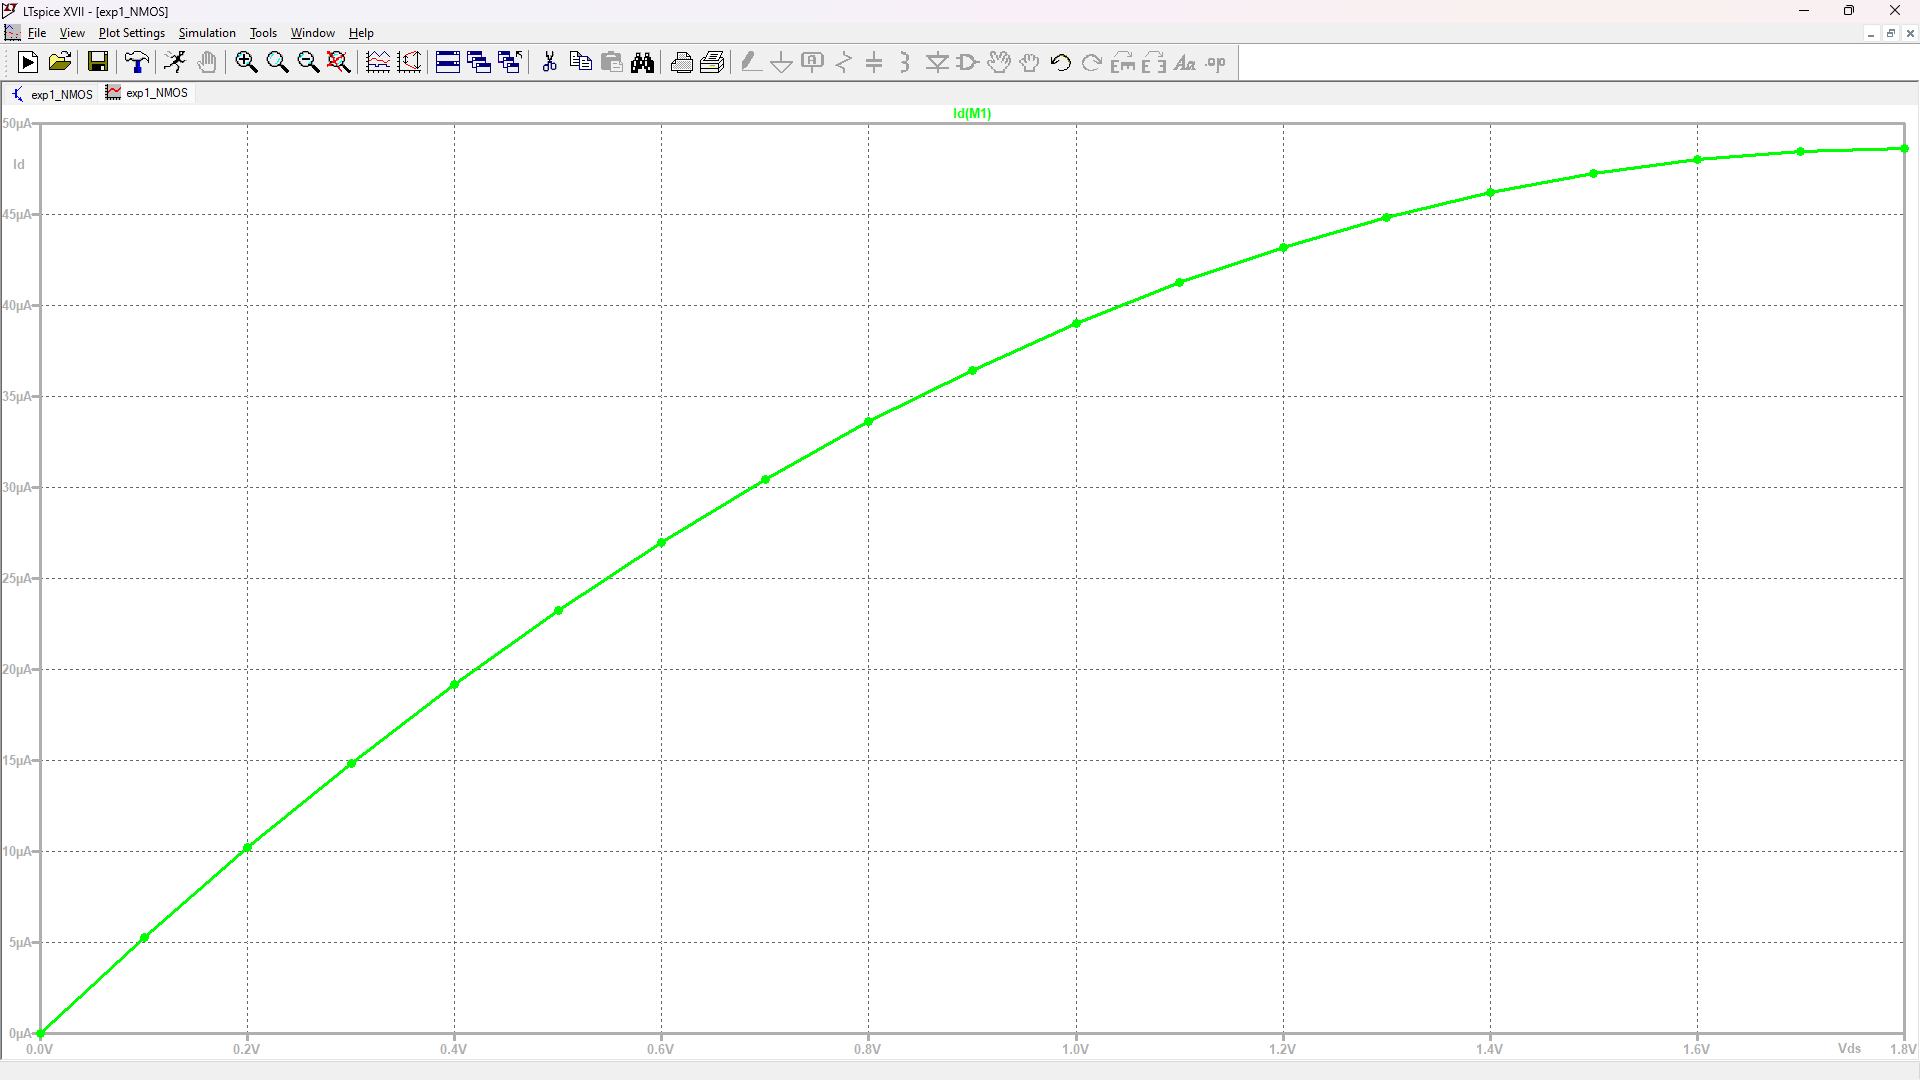 LTspice XVII - [exp1_NMOS]
File View Plot Settings Simulation Tools Window Help
Aa .op
exp1_NMOS exp1_NMOS
Id(M1)
50µA
Id
45µA
40µA
35µA
30µA
25µA
20µA
15µA
10µA
5µA
0µA
0.0V 0.2V 0.4V 0.6V 0.8V 1.0V 1.2V 1.4V 1.6V Vds 1.8V